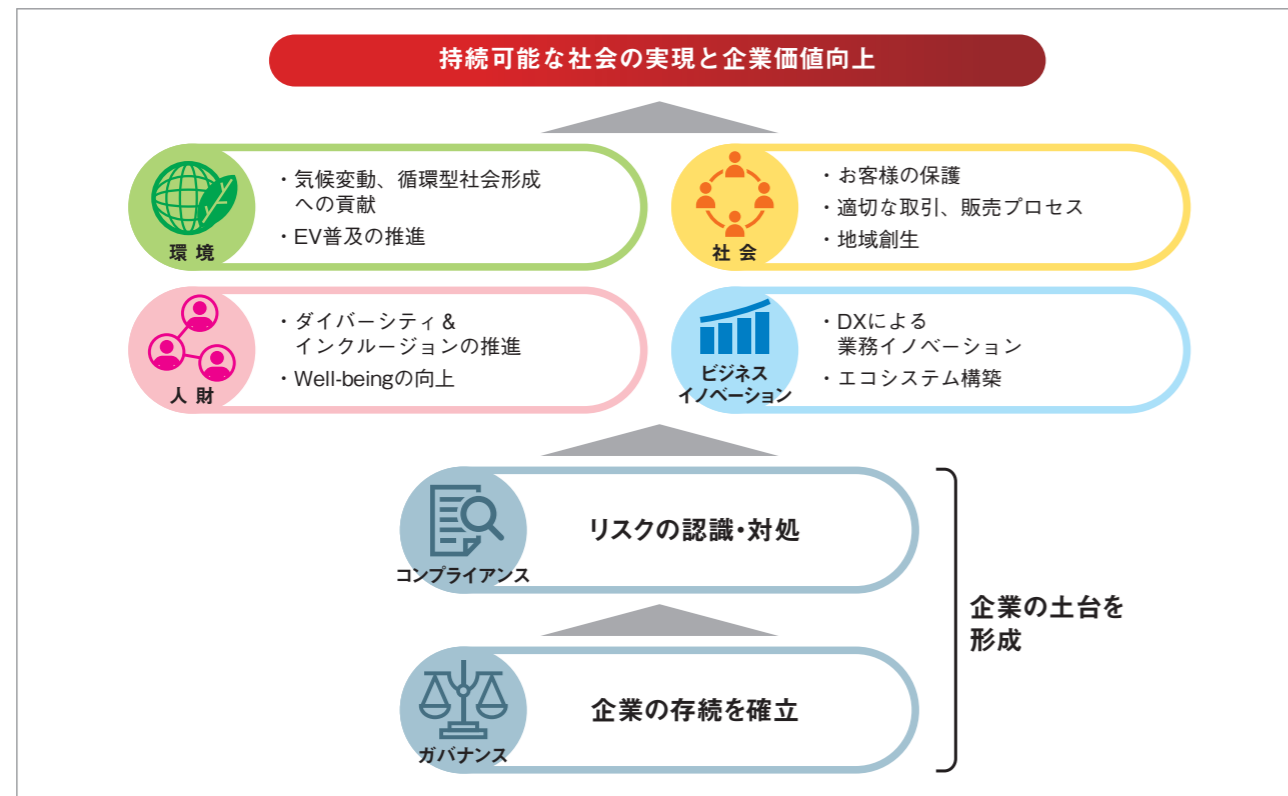 持続可能な社会の実現と企業価値向上
・気候変動、循環型社会形成
への貢献
・EV普及の推進
環 境
・お客様の保護
・適切な取引、販売プロセス
・地域創生
社 会
・ダイバーシティ＆
インクルージョンの推進
・Well-beingの向上
人 財
・DXによる
業務イノベーション
・エコシステム構築
ビジネス
イノベーション
リスクの認識・対処
コンプライアンス
企業の土台を
形成
企業の存続を確立
ガバナンス